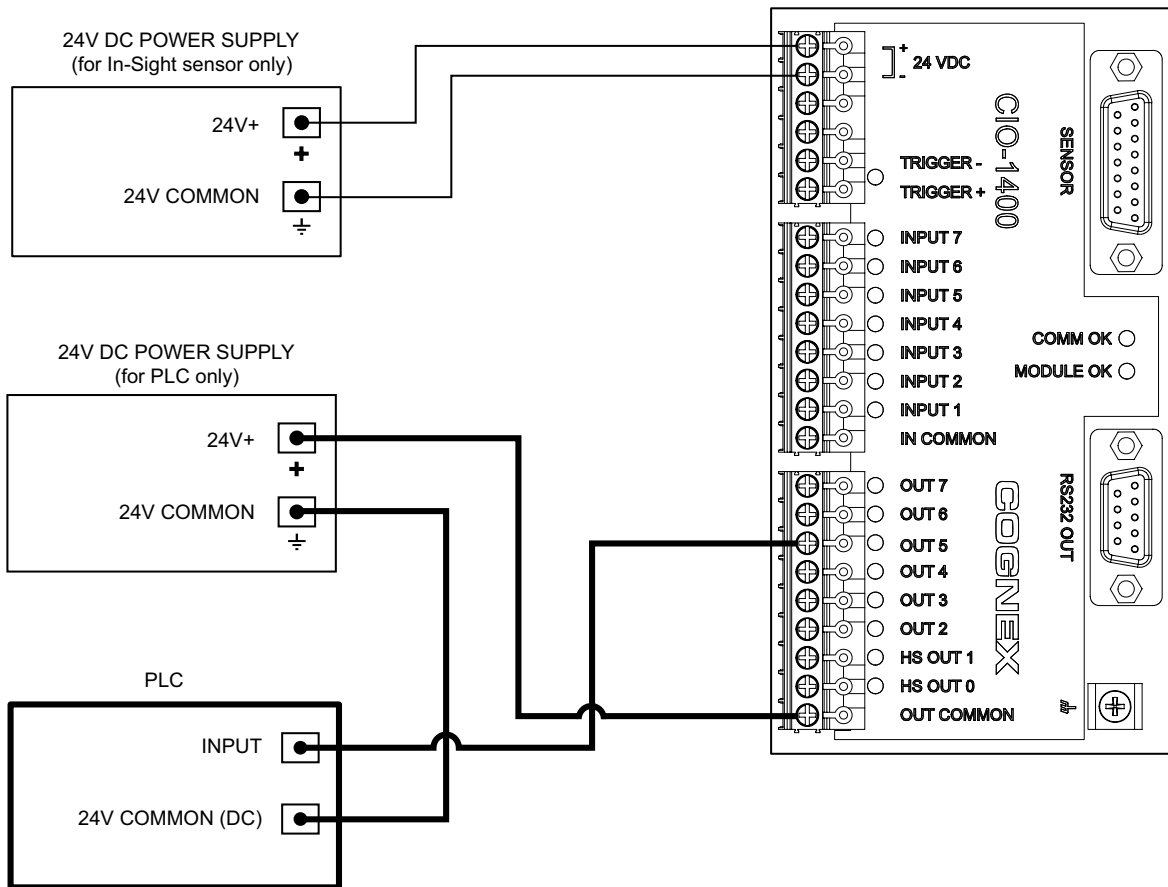 24V DC POWER SUPPLY
(for In-Sight sensor only)
24V+
+
24V COMMON
24V DC POWER SUPPLY
(for PLC only)
24V+
+
24V COMMON
PLC
INPUT
24V COMMON (DC)
+
24 VDC
-
TRIGGER -
TRIGGER +
INPUT 7
INPUT 6
INPUT 5
INPUT 4
INPUT 3
INPUT 2
INPUT 1
IN COMMON
OUT 7
OUT 6
OUT 5
OUT 4
OUT 3
OUT 2
HS OUT 1
HS OUT 0
OUT COMMON
CIO-1400
SENSOR
COMM OK
MODULE OK
COGNEX
RS232 OUT